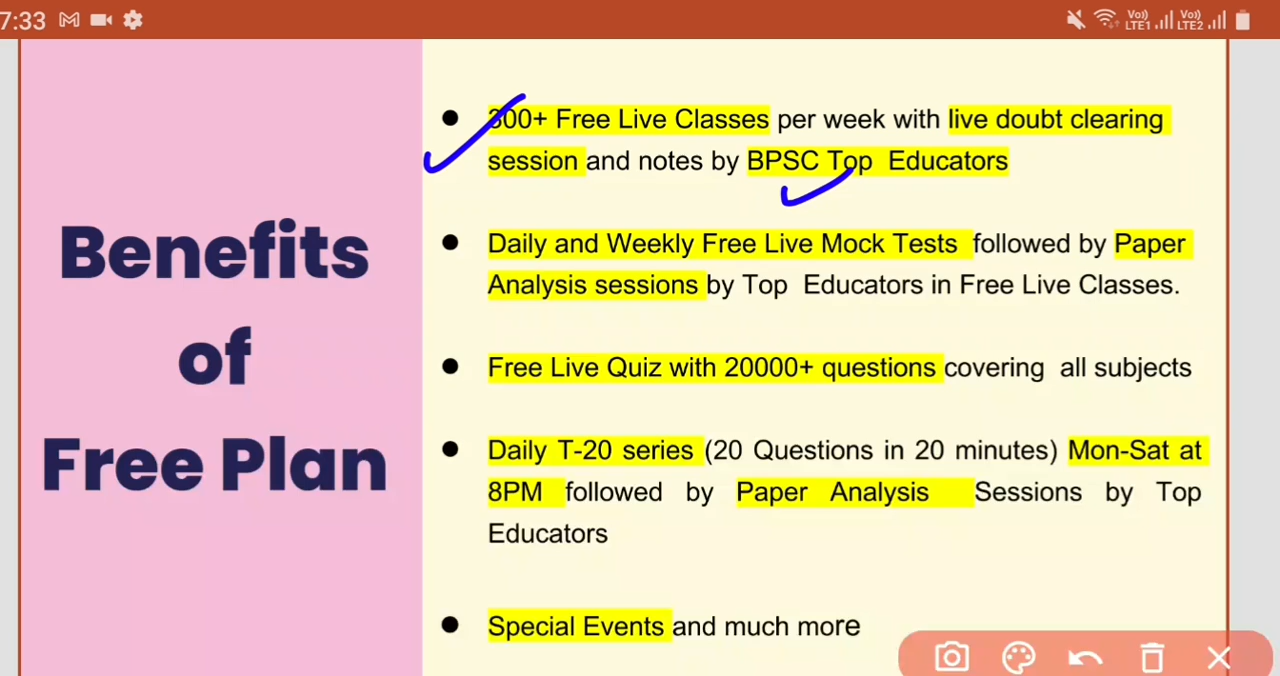 7:33
Vo)) LTE1 Vo)) LTE2
Benefits
of
Free Plan
● 300+ Free Live Classes per week with live doubt clearing
session and notes by BPSC Top Educators
● Daily and Weekly Free Live Mock Tests followed by Paper
Analysis sessions by Top Educators in Free Live Classes.
● Free Live Quiz with 20000+ questions covering all subjects
● Daily T-20 series (20 Questions in 20 minutes) Mon-Sat at
8PM followed by Paper Analysis Sessions by Top
Educators
● Special Events and much more